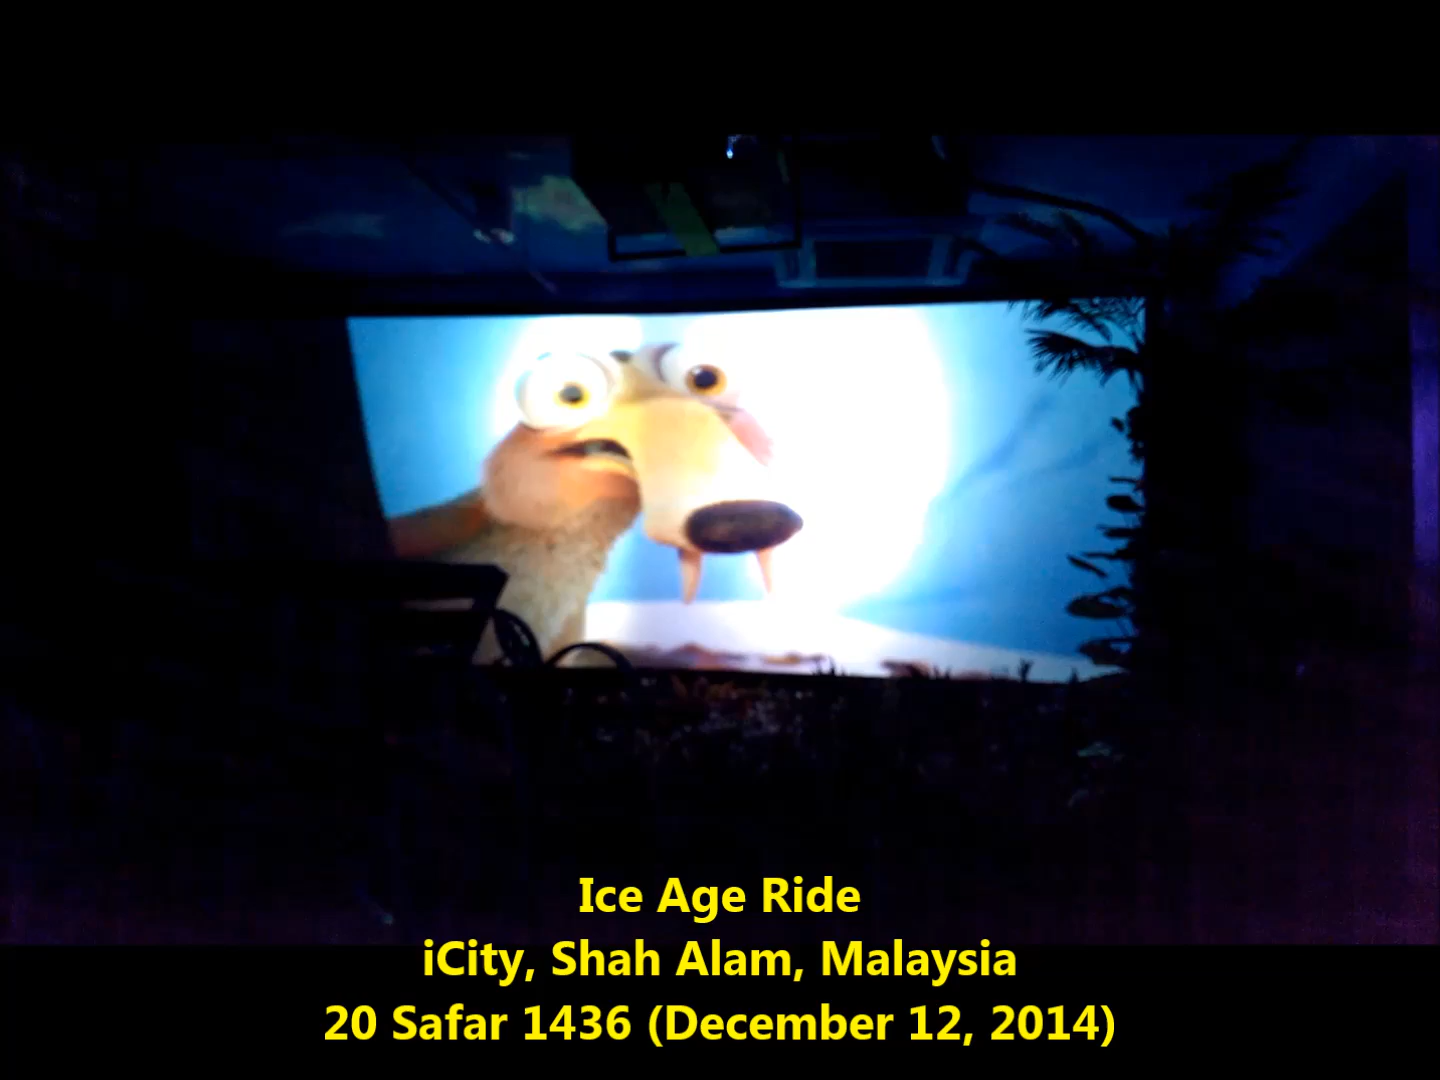 Ice Age Ride
iCity, Shah Alam, Malaysia
20 Safar 1436 (December 12, 2014)